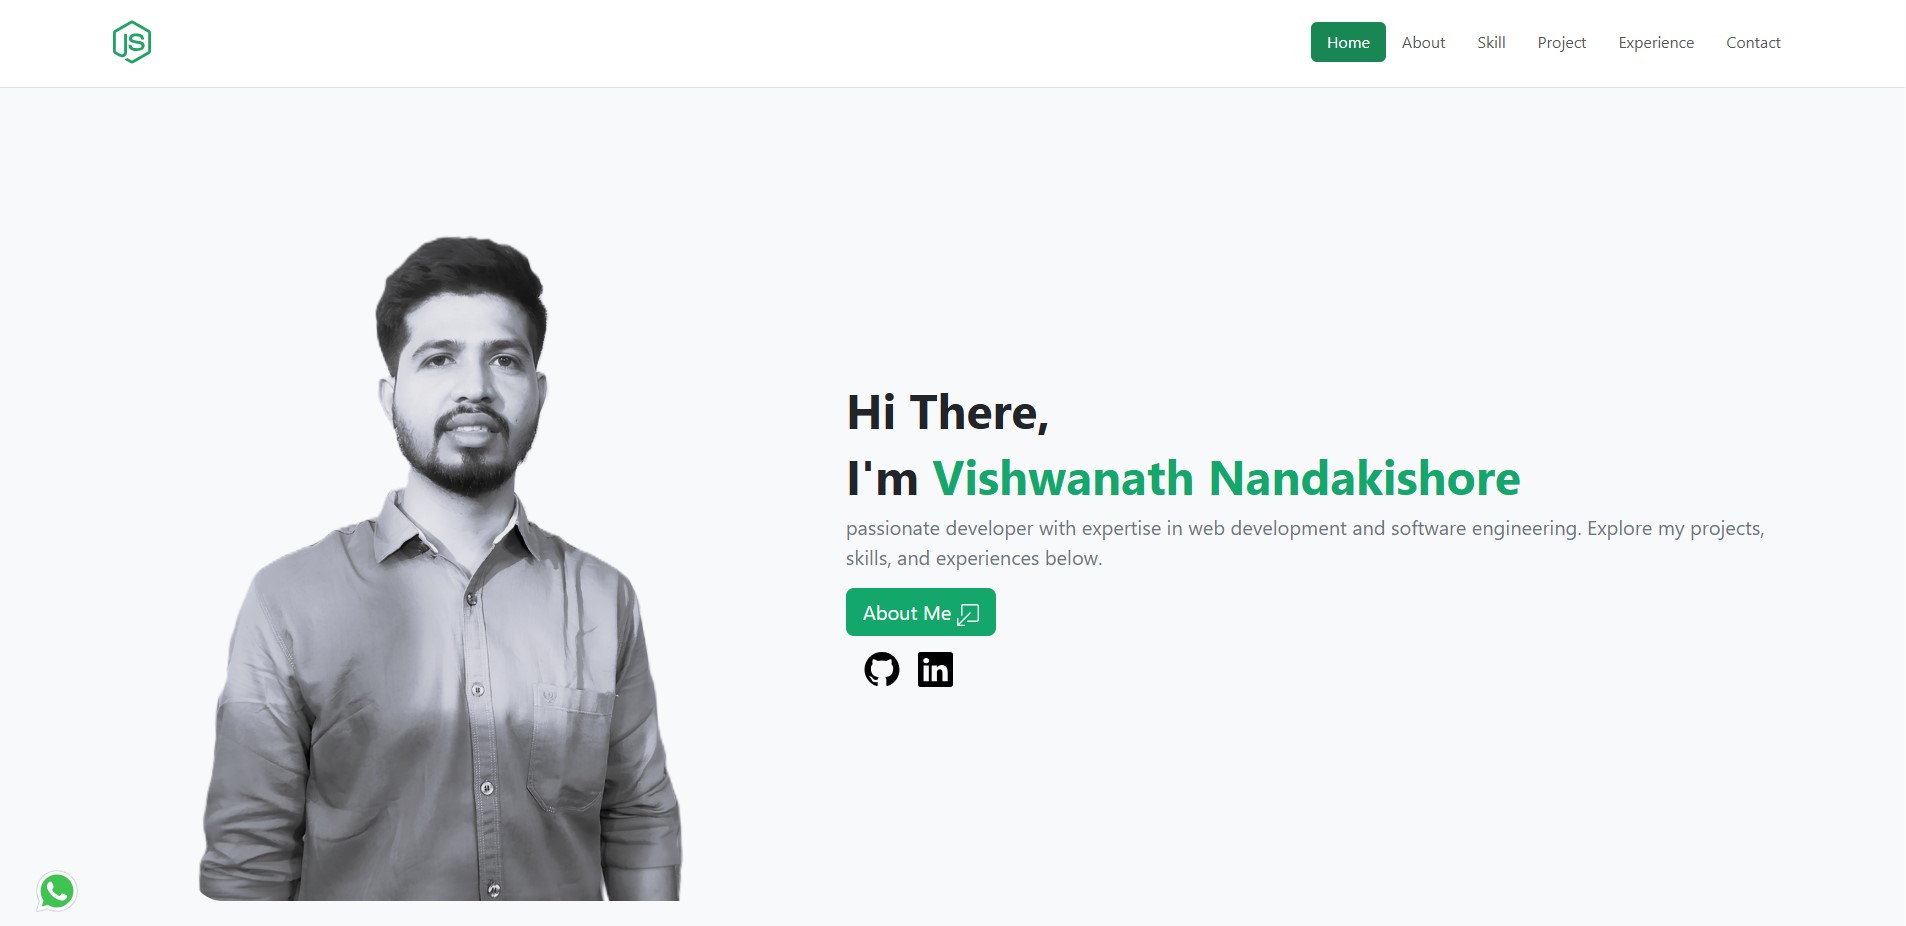 JS
Home About Skill Project Experience Contact
Hi There,
I'm Vishwanath Nandakishore
passionate developer with expertise in web development and software engineering. Explore my projects,
skills, and experiences below.
About Me
in